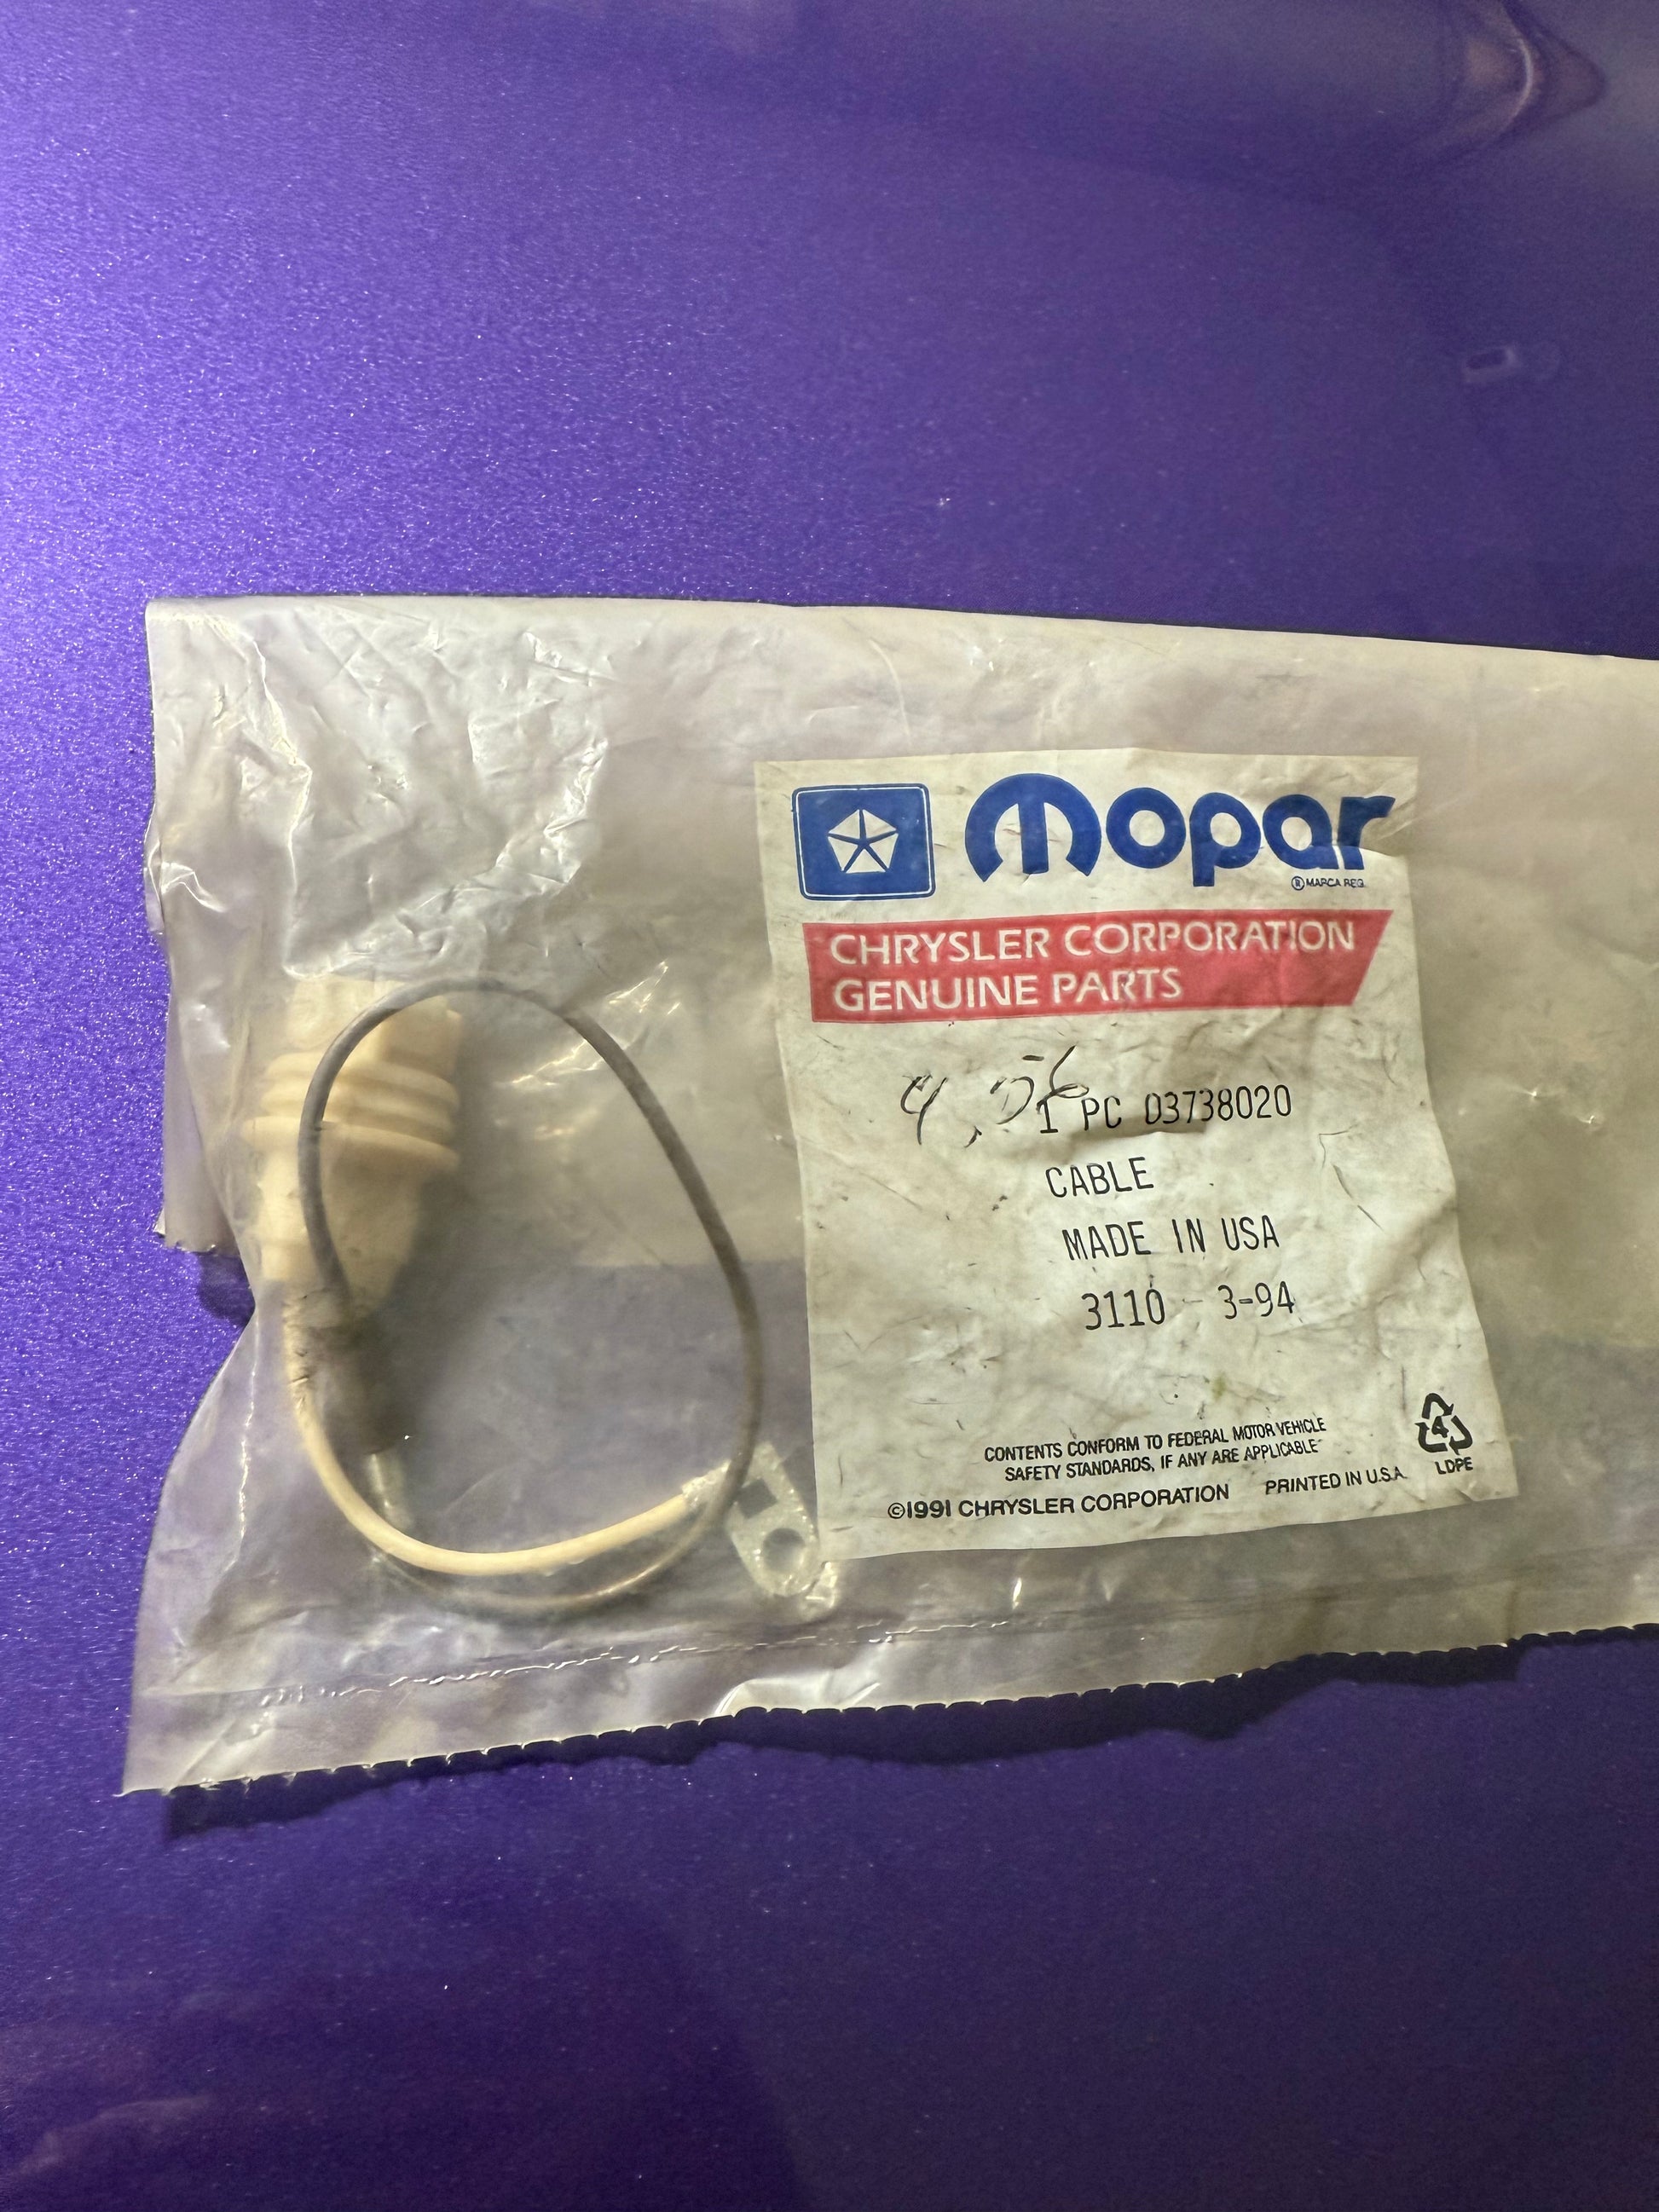 Mopar
® MARCA REG.
CHRYSLER CORPORATION
GENUINE PARTS
1 PC 03738020
CABLE
MADE IN USA
3110 3-94
CONTENTS CONFORM TO FEDERAL MOTOR VEHICLE
SAFETY STANDARDS, IF ANY ARE APPLICABLE
©1991 CHRYSLER CORPORATION PRINTED IN U.S.A.
4
LDPE